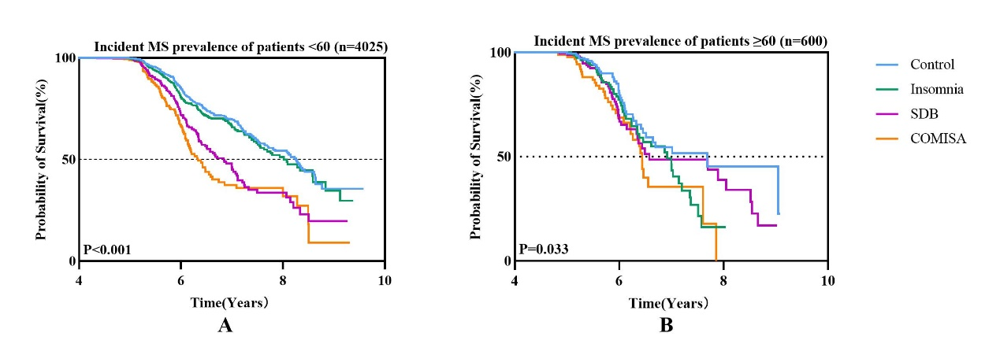 Incident MS prevalence of patients <60 (n=4025)
Probability of Survival(%)
100
50
0
P<0.001
4 6 8 10
Time(Years)
A
Incident MS prevalence of patients ≥60 (n=600)
Probability of Survival(%)
100
50
0
P=0.033
4 6 8 10
Time(Years)
B
Control
Insomnia
SDB
COMISA